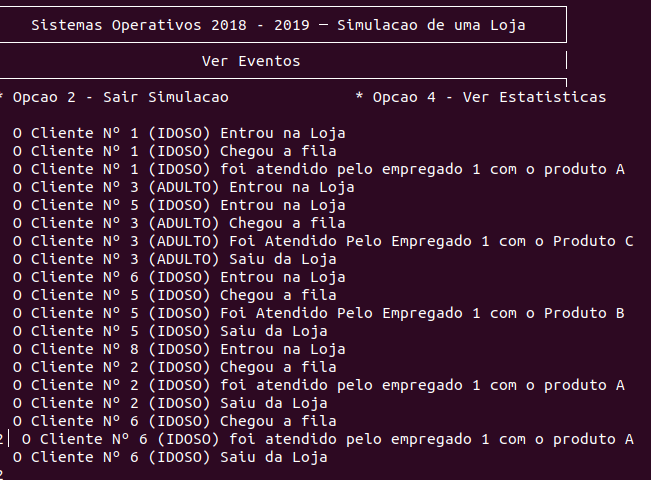 Sistemas Operativos 2018 - 2019 — Simulacao de uma Loja
Ver Eventos
* Opcao 2 - Sair Simulacao * Opcao 4 - Ver Estatisticas
O Cliente Nº 1 (IDOSO) Entrou na Loja
O Cliente Nº 1 (IDOSO) Chegou a fila
O Cliente Nº 1 (IDOSO) foi atendido pelo empregado 1 com o produto A
O Cliente Nº 3 (ADULTO) Entrou na Loja
O Cliente Nº 5 (IDOSO) Entrou na Loja
O Cliente Nº 3 (ADULTO) Chegou a fila
O Cliente Nº 3 (ADULTO) Foi Atendido Pelo Empregado 1 com o Produto C
O Cliente Nº 3 (ADULTO) Saiu da Loja
O Cliente Nº 6 (IDOSO) Entrou na Loja
O Cliente Nº 5 (IDOSO) Chegou a fila
O Cliente Nº 5 (IDOSO) Foi Atendido Pelo Empregado 1 com o Produto B
O Cliente Nº 5 (IDOSO) Saiu da Loja
O Cliente Nº 8 (IDOSO) Entrou na Loja
O Cliente Nº 2 (IDOSO) Chegou a fila
O Cliente Nº 2 (IDOSO) foi atendido pelo empregado 1 com o produto A
O Cliente Nº 2 (IDOSO) Saiu da Loja
O Cliente Nº 6 (IDOSO) Chegou a fila
2 O Cliente Nº 6 (IDOSO) foi atendido pelo empregado 1 com o produto A
O Cliente Nº 6 (IDOSO) Saiu da Loja
2